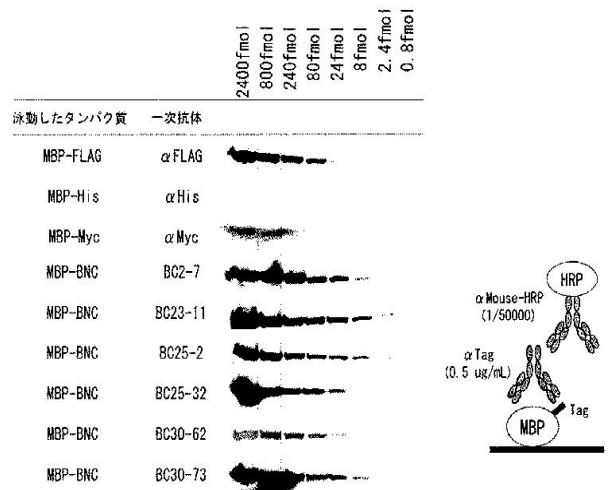 2400fmol 800fmol 240fmol 80fmol 24fmol 8fmol 2.4fmol 0.8fmol
泳動したタンパク質 一次抗体
MBP-FLAG αFLAG
MBP-His αHis
MBP-Myc αMyc
MBP-BNC BC2-7
MBP-BNC BC23-11
MBP-BNC BC25-2
MBP-BNC BC25-32
MBP-BNC BC30-62
MBP-BNC BC30-73
HRP
αMouse-HRP
(1/50000)
αTag
(0.5 ug/mL)
Tag
MBP